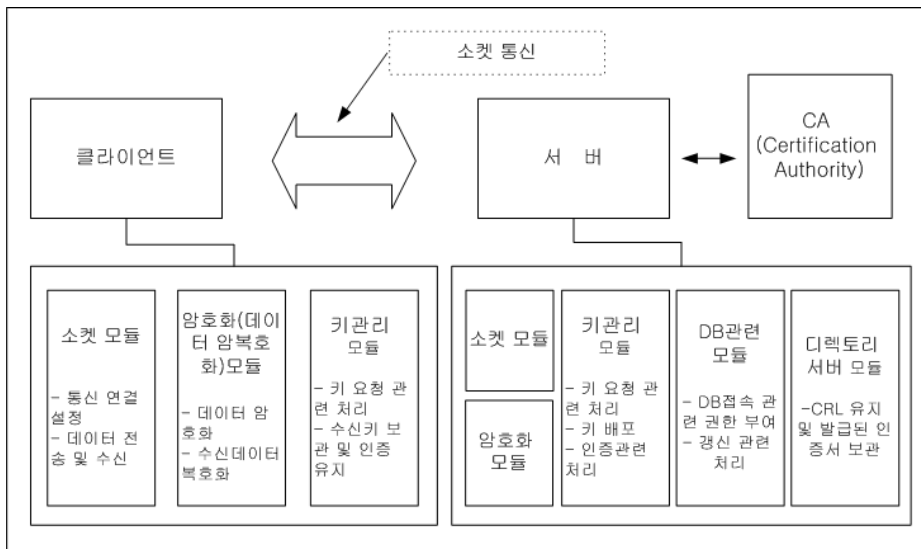 소켓 통신
클라이언트
서 버
CA
(Certification
Authority)
소켓 모듈
- 통신 연결
설정
- 데이터 전
송 및 수신
암호화(데이
터 암복호
화)모듈
- 데이터 암
호화
- 수신데이터
복호화
키관리
모듈
- 키 요청 관
련 처리
- 수신키 보
관 및 인증
유지
소켓 모듈
암호화
모듈
키관리
모듈
- 키 요청 관
련 처리
- 키 배포
- 인증관련
처리
DB관련
모듈
- DB접속 관
련 권한 부여
- 갱신 관련
처리
디렉토리
서버 모듈
-CRL 유지
및 발급된 인
증서 보관